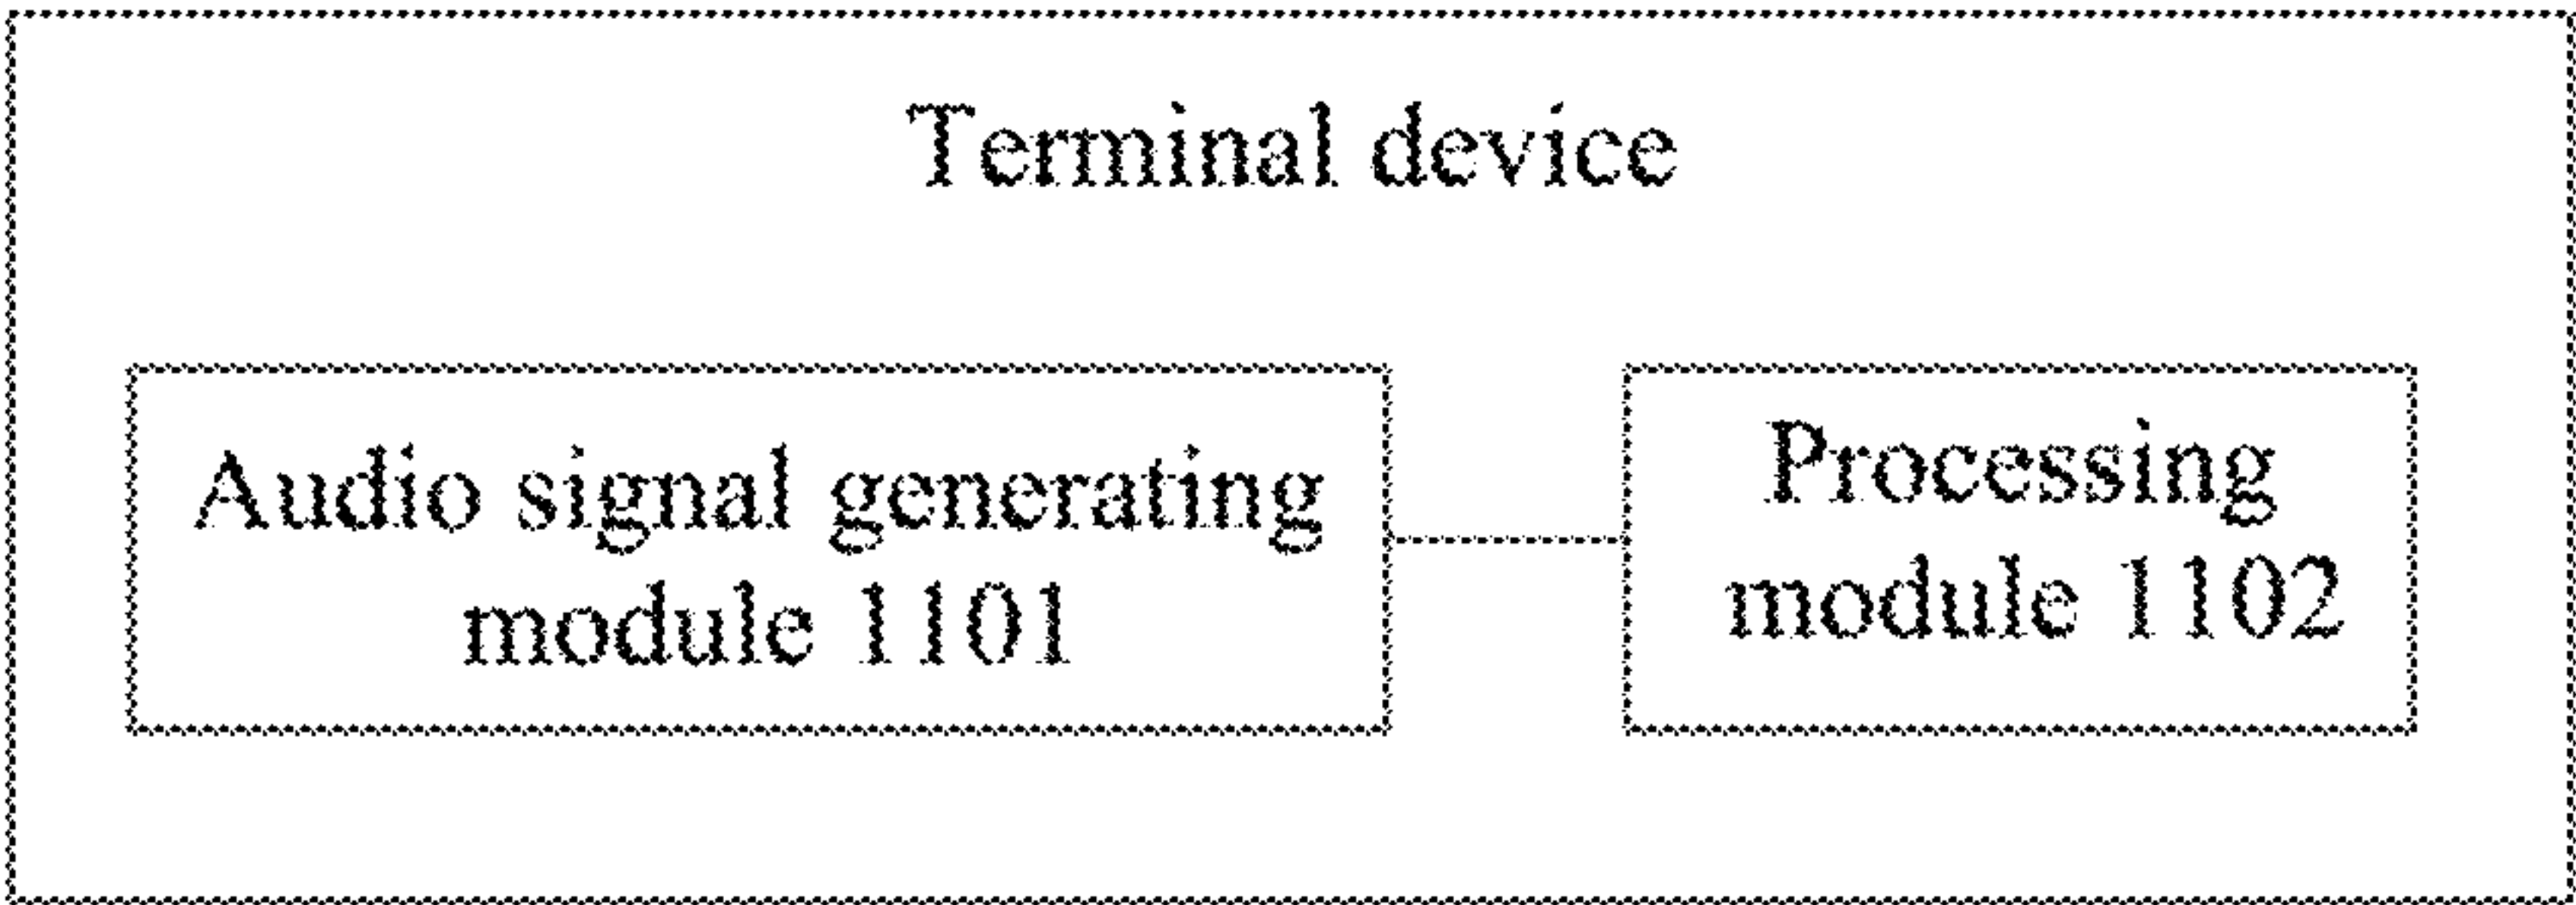 Terminal device
Audio signal generating
module 1101
Processing
module 1102